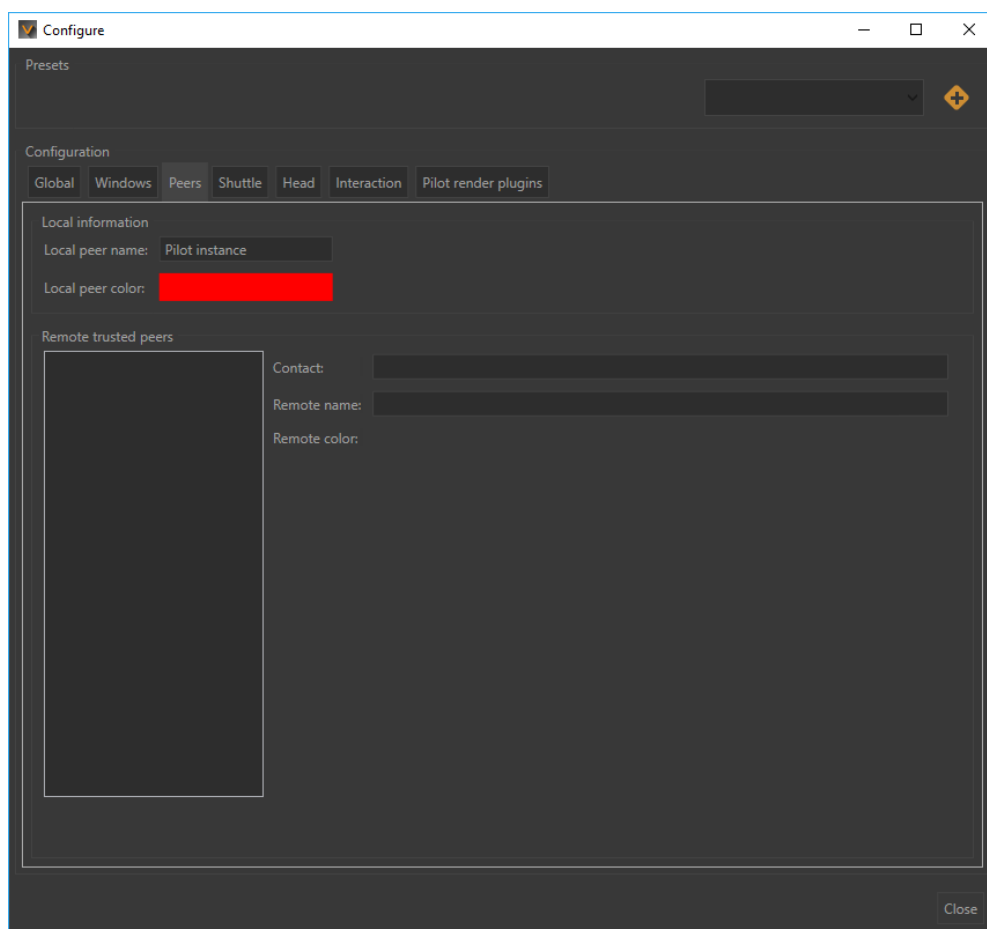 Configure
Presets
Configuration
Global Windows Peers Shuttle Head Interaction Pilot render plugins
Local information
Local peer name: Pilot instance
Local peer color:
Remote trusted peers
Contact:
Remote name:
Remote color:
Close